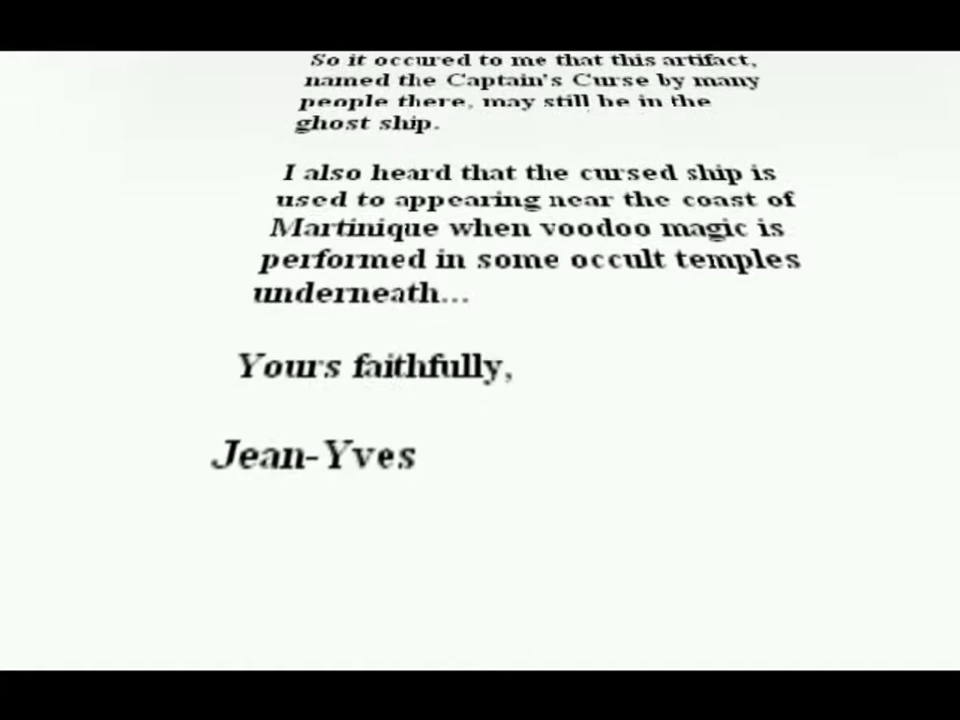 So it occured to me that this artifact,
named the Captain's Curse by many
people there, may still be in the
ghost ship.
I also heard that the cursed ship is
used to appearing near the coast of
Martinique when voodoo magic is
performed in some occult temples
underneath...
Yours faithfully,
Jean-Yves